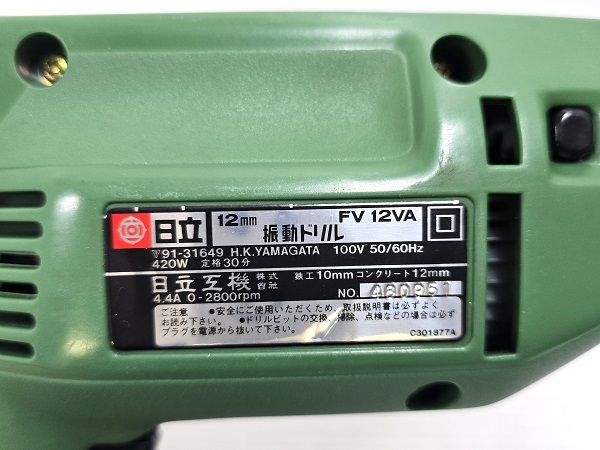 日立 12mm 振動ドリル FV 12VA
▽91-31649 H.K.YAMAGATA 100V 50/60Hz
420W 定格30分
日立工機 株式会社 鉄工10mm コンクリート12mm
4.4A 0-2800rpm NO.
ご注意 ●安全にご使用いただくため、取扱説明書は必ずよく
お読み下さい。 ●ドリルビットの交換、掃除、点検などの場合は必ず
プラグを電源から抜いて下さい。 C301877A